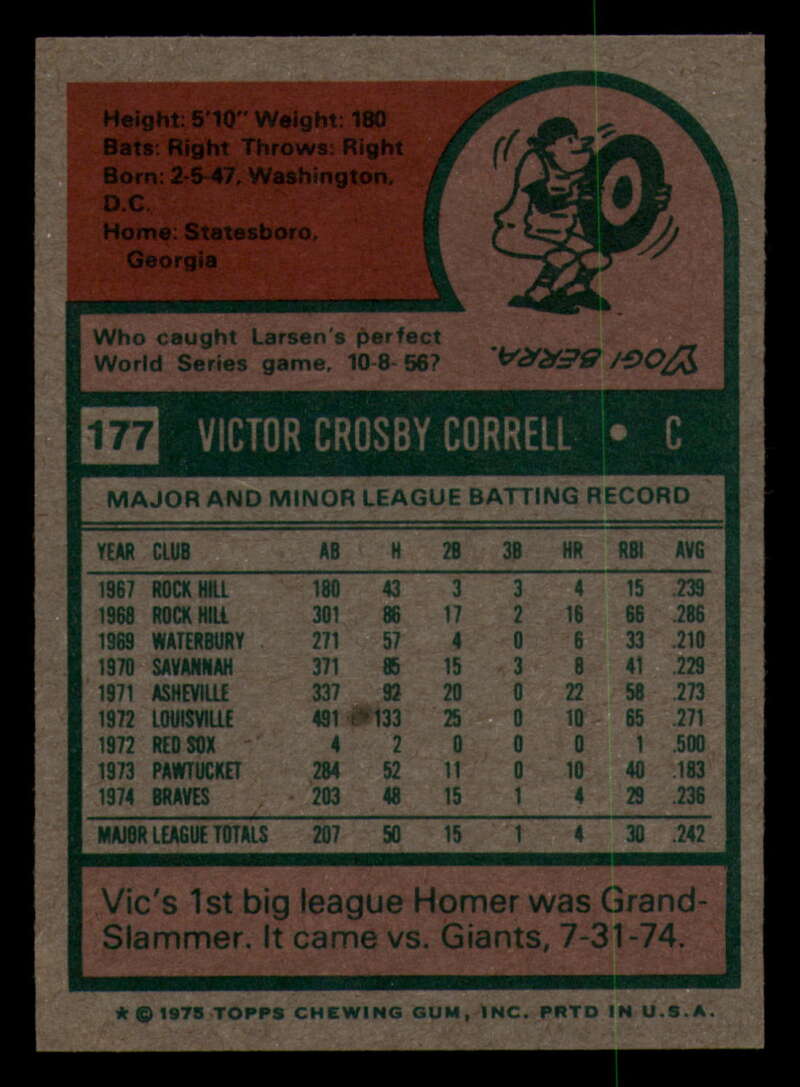 Height: 5'10" Weight: 180
Bats: Right Throws: Right
Born: 2-5-47, Washington,
D.C.
Home: Statesboro,
Georgia
Who caught Larsen's perfect
World Series game, 10-8-56?
YOGI BERRA.
177 VICTOR CROSBY CORRELL • C
MAJOR AND MINOR LEAGUE BATTING RECORD
YEAR CLUB AB H 2B 3B HR RBI AVG
1967 ROCK HILL 180 43 3 3 4 15 .239
1968 ROCK HILL 301 86 17 2 16 66 .286
1969 WATERBURY 271 57 4 0 6 33 .210
1970 SAVANNAH 371 85 15 3 8 41 .229
1971 ASHEVILLE 337 92 20 0 22 58 .273
1972 LOUISVILLE 491 133 25 0 10 65 .271
1972 RED SOX 4 2 0 0 0 1 .500
1973 PAWTUCKET 284 52 11 0 10 40 .183
1974 BRAVES 203 48 15 1 4 29 .236
MAJOR LEAGUE TOTALS 207 50 15 1 4 30 .242
Vic's 1st big league Homer was Grand-
Slammer. It came vs. Giants, 7-31-74.
* © 1975 TOPPS CHEWING GUM, INC. PRTD IN U.S.A.